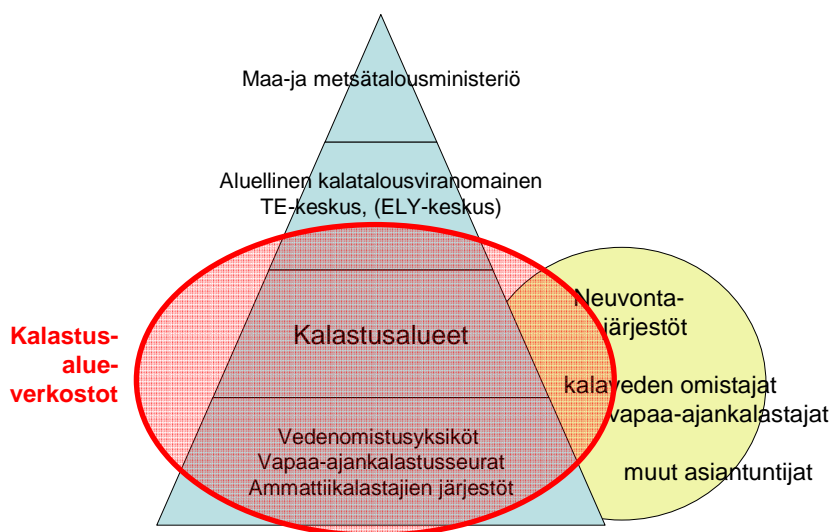 Maa-ja metsätalousministeriö
Aluellinen kalatalousviranomainen
TE-keskus, (ELY-keskus)
Kalastusalueet
Vedenomistusyksiköt
Vapaa-ajankalastusseurat
Ammattiikalastajien järjestöt
Kalastus-
alue-
verkostot
Neuvonta-
järjestöt
kalaveden omistajat
vapaa-ajankalastajat
muut asiantuntijat